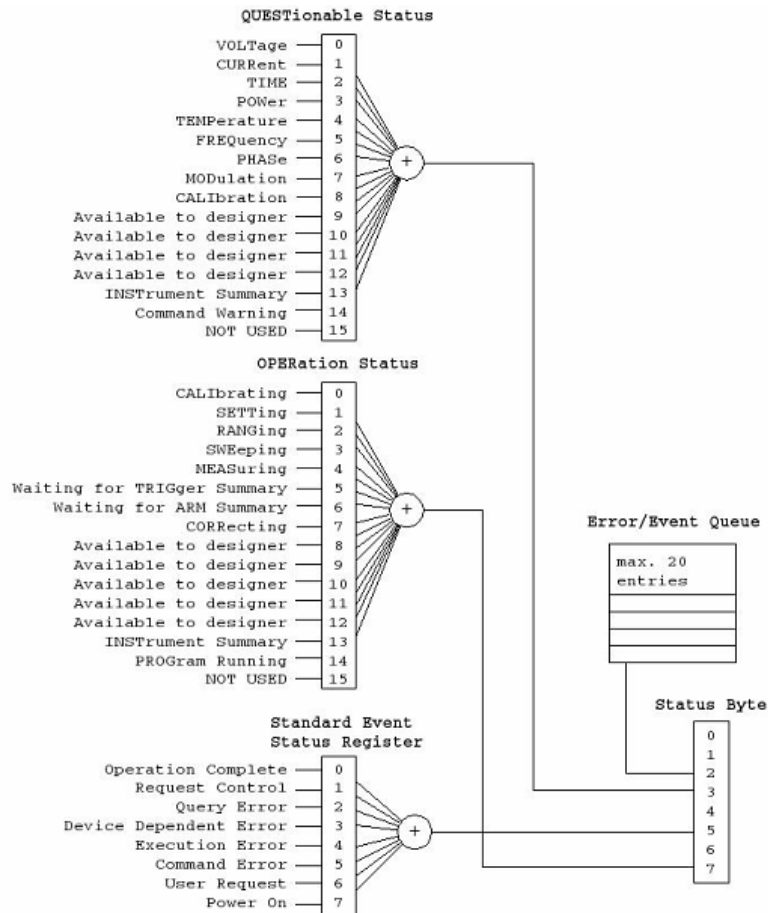 QUESTionable Status
VOLTage 0
CURRent 1
TIME 2
POWer 3
TEMPerature 4
FREQuency 5
PHASe 6
MODulation 7
CALIbration 8
Available to designer 9
Available to designer 10
Available to designer 11
Available to designer 12
INSTrument Summary 13
Command Warning 14
NOT USED 15
+
OPERation Status
CALIbrating 0
SETTing 1
RANGing 2
SWEeping 3
MEASuring 4
Waiting for TRIGger Summary 5
Waiting for ARM Summary 6
CORRecting 7
Available to designer 8
Available to designer 9
Available to designer 10
Available to designer 11
Available to designer 12
INSTrument Summary 13
PROGram Running 14
NOT USED 15
+
Standard Event
Status Register
Operation Complete 0
Request Control 1
Query Error 2
Device Dependent Error 3
Execution Error 4
Command Error 5
User Request 6
Power On 7
+
Error/Event Queue
max. 20
entries
Status Byte
0
1
2
3
4
5
6
7